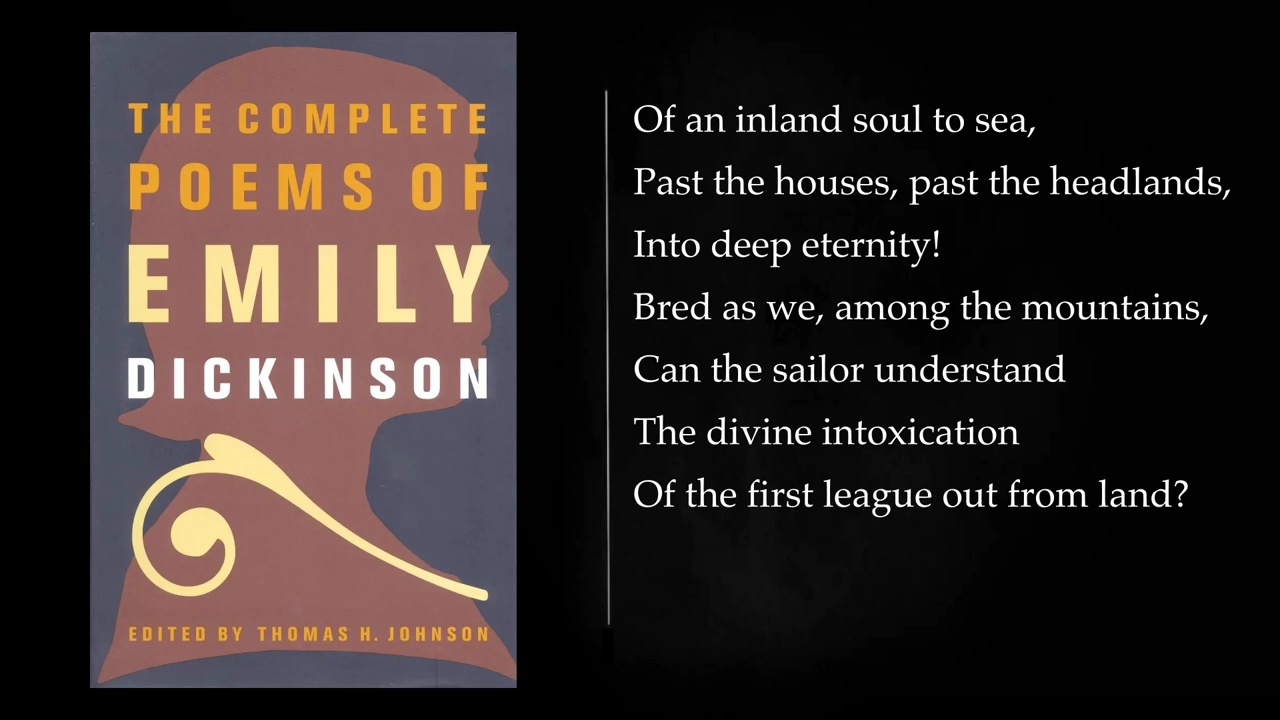 THE COMPLETE
POEMS OF
EMILY
DICKINSON
EDITED BY THOMAS H. JOHNSON
Of an inland soul to sea,
Past the houses, past the headlands,
Into deep eternity!
Bred as we, among the mountains,
Can the sailor understand
The divine intoxication
Of the first league out from land?